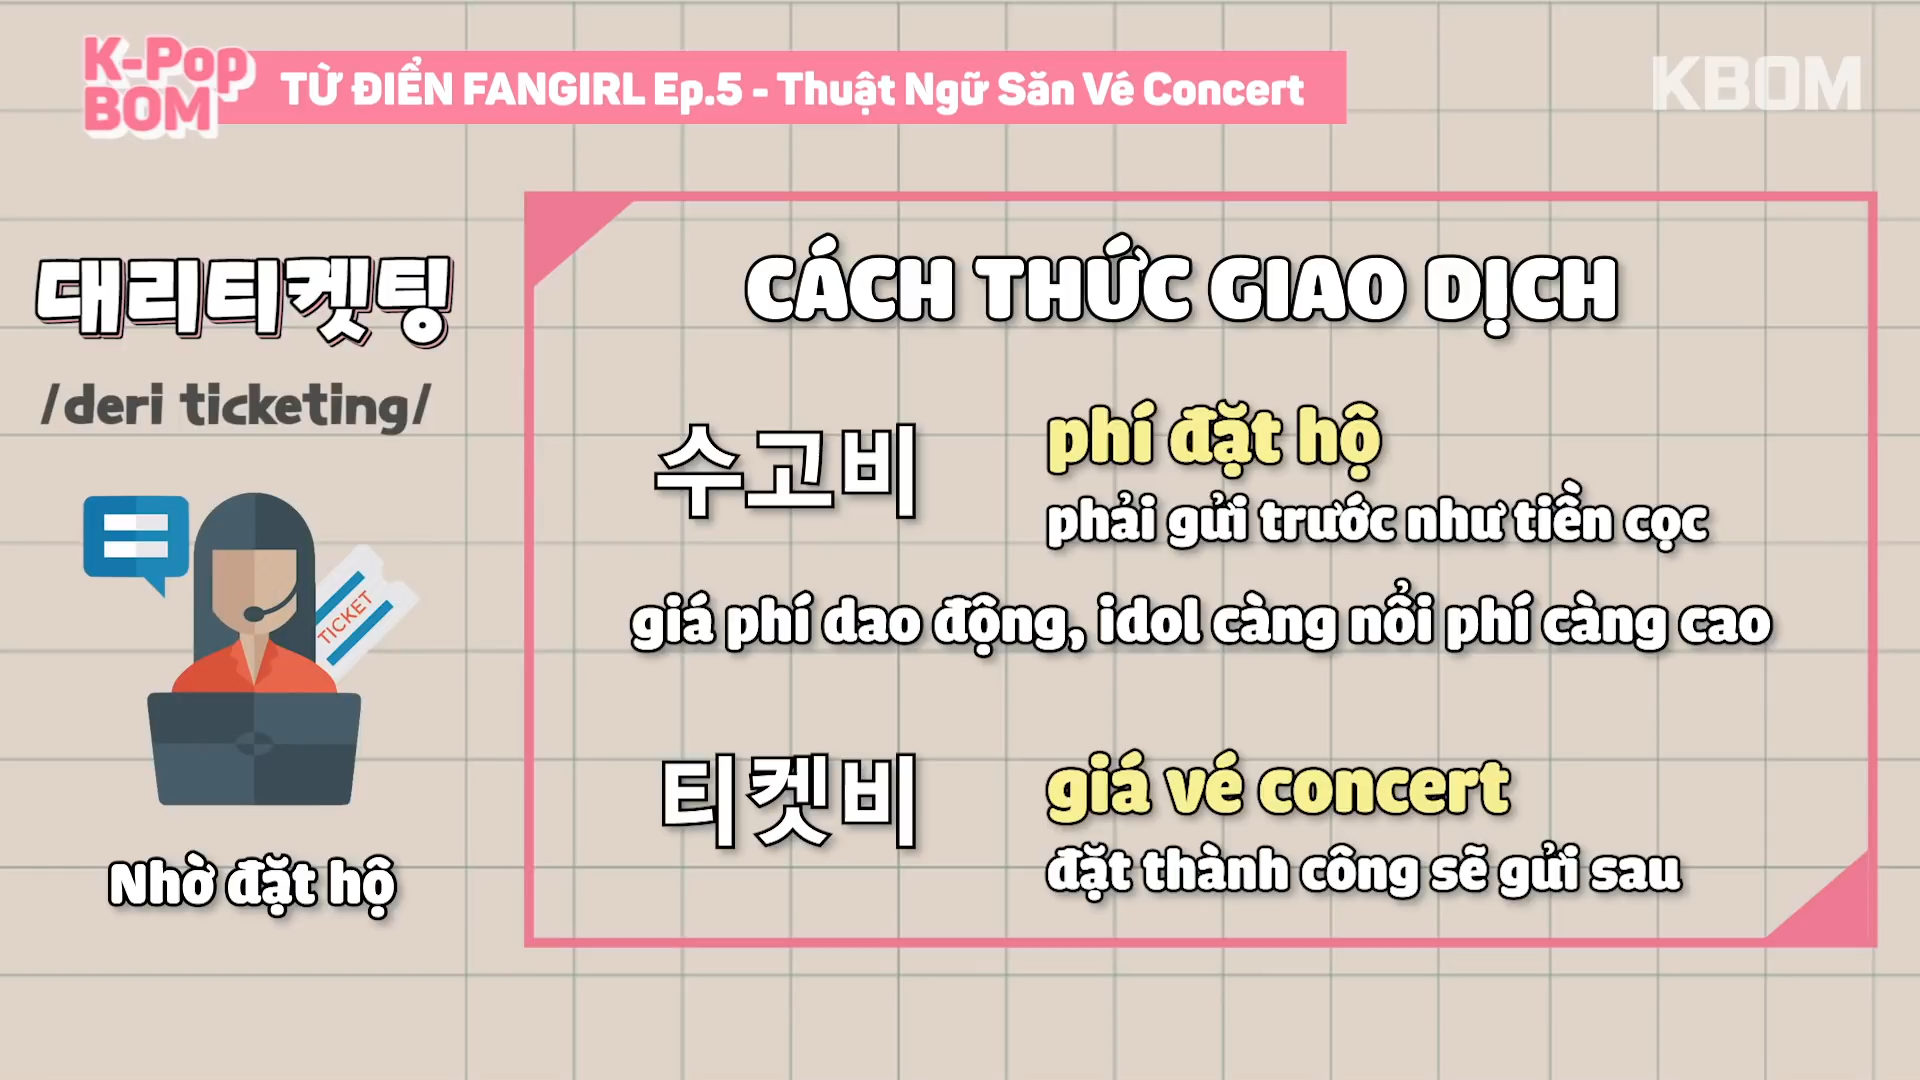 K-Pop
BOM
TỪ ĐIỂN FANGIRL Ep.5 - Thuật Ngữ Săn Vé Concert
KBOM
대리티켓팅
/deri ticketing/
TICKET
Nhờ đặt hộ
CÁCH THỨC GIAO DỊCH
수고비
phí đặt hộ
phải gửi trước như tiền cọc
giá phí dao động, idol càng nổi phí càng cao
티켓비
giá vé concert
đặt thành công sẽ gửi sau